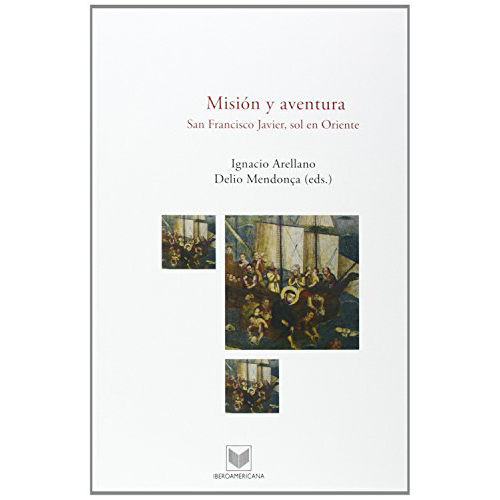 Misión y aventura
San Francisco Javier, sol en Oriente
Ignacio Arellano
Delio Mendonça (eds.)
IBEROAMERICANA